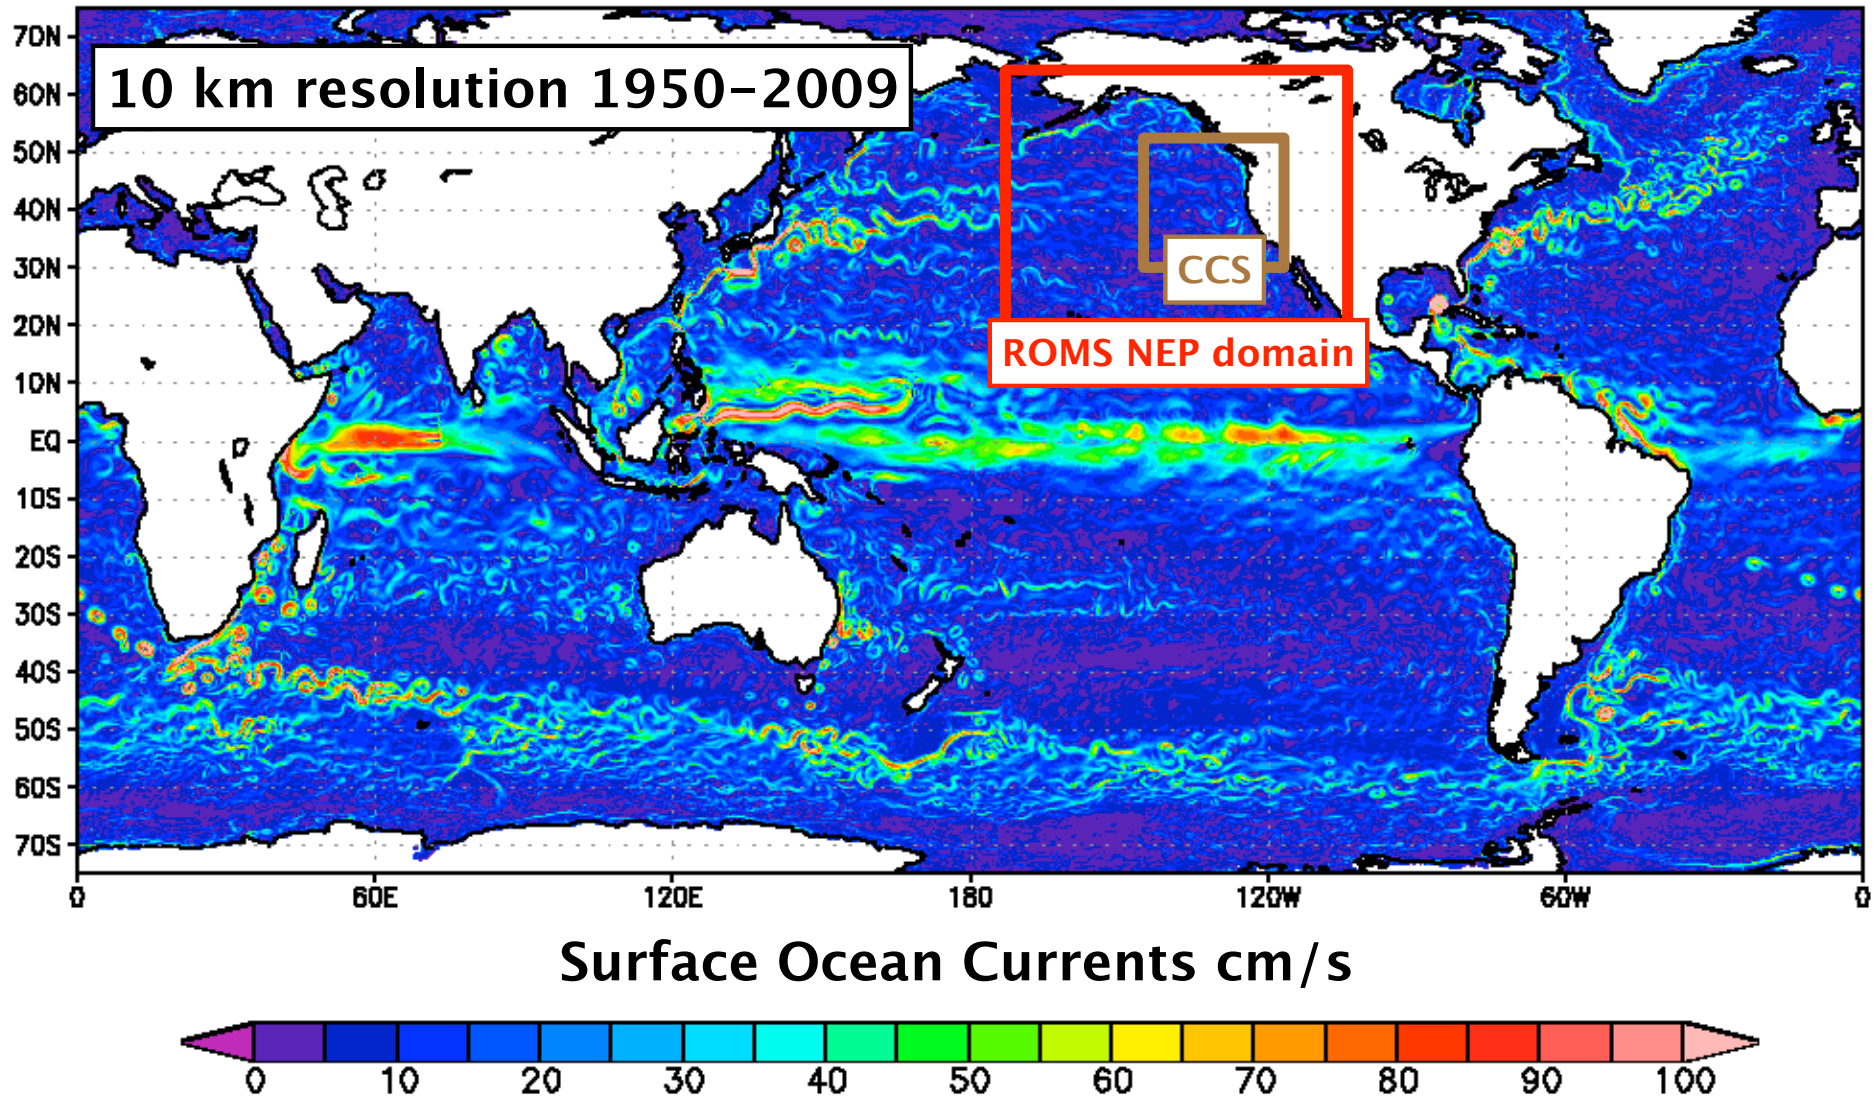 70N
10 km resolution 1950-2009
60N
50N
40N
30N
CCS
20N
ROMS NEP domain
10N
EQ
10S
20S
30S
40S
50S
60S
70S
0 60E 120E 180 120W 60W 0
Surface Ocean Currents cm/s
0 10 20 30 40 50 60 70 80 90 100